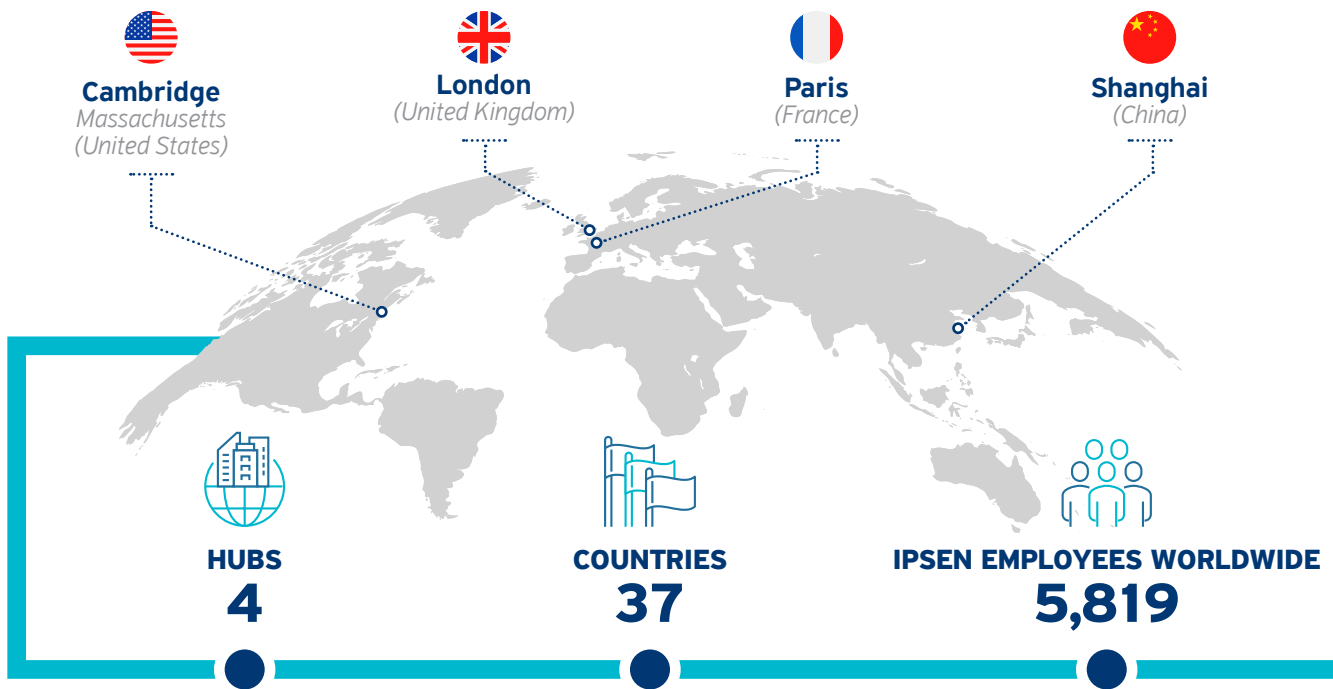 Cambridge
Massachusetts
(United States)
London
(United Kingdom)
Paris
(France)
Shanghai
(China)
HUBS
4
COUNTRIES
37
IPSEN EMPLOYEES WORLDWIDE
5,819